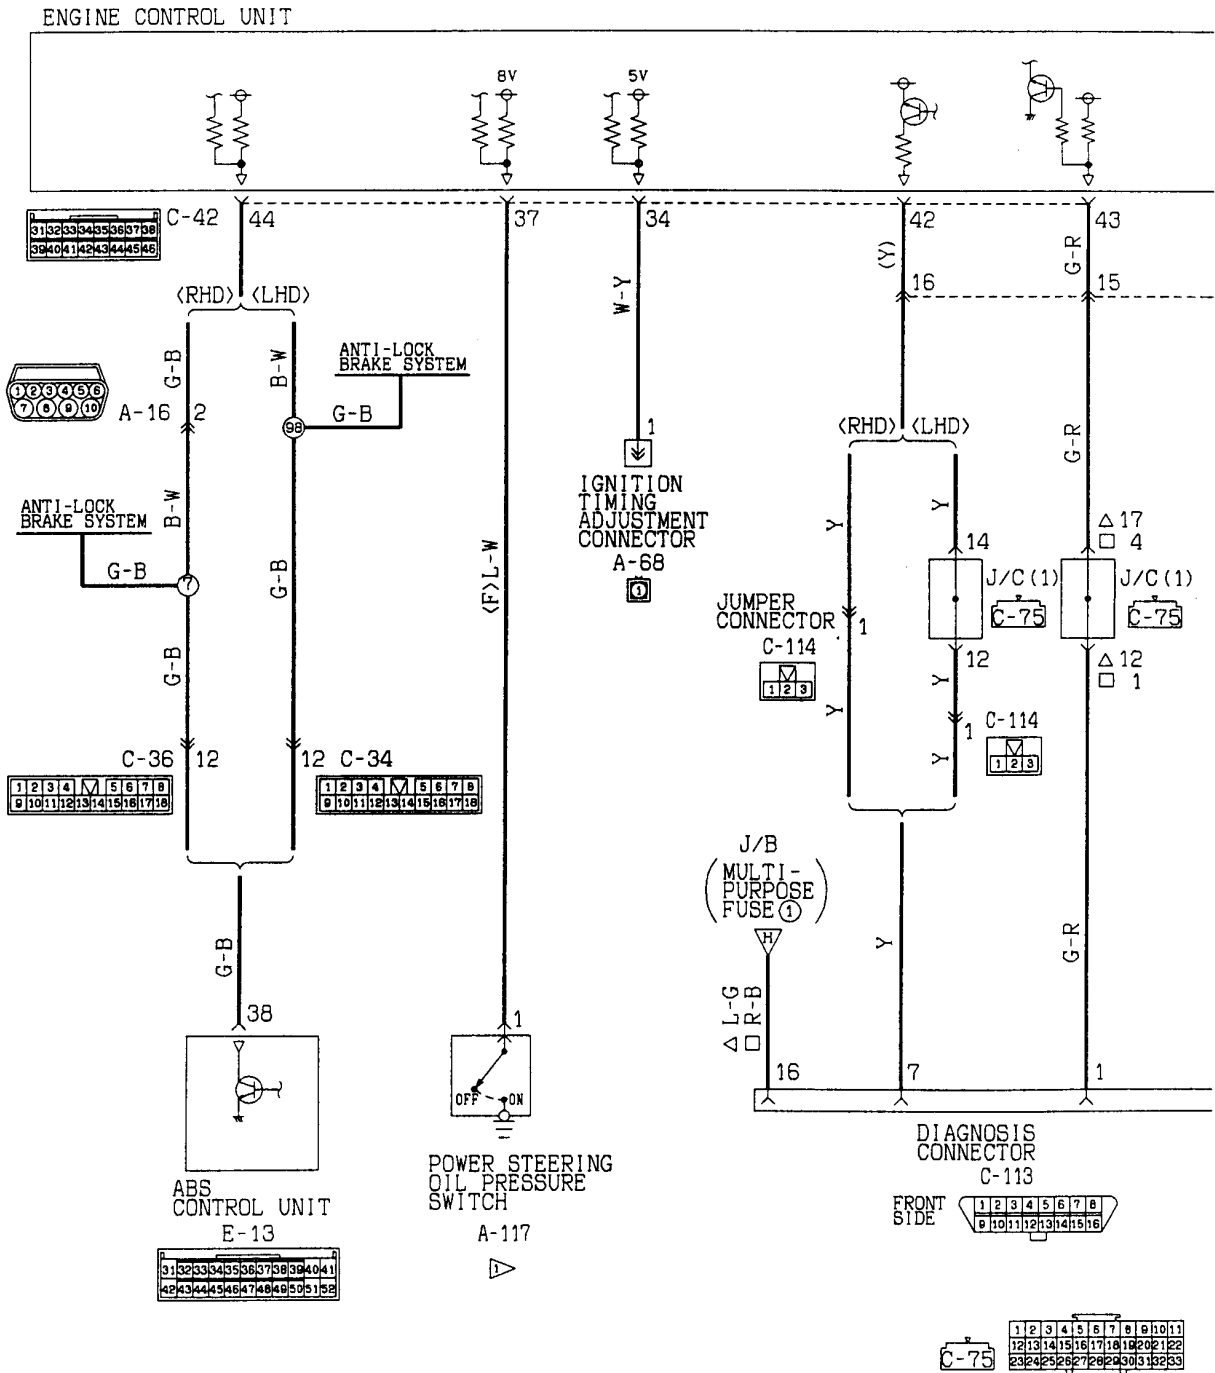 ENGINE CONTROL UNIT
8V
5V
C-42
44
37
34
42
43
31 32 33 34 35 36 37 38
39 40 41 42 43 44 45 46
(Y)
G-R
W-Y
16
15
<RHD> <LHD>
G-B
B-W
ANTI-LOCK
BRAKE SYSTEM
G-B
1 2 3 4 5 6
7 8 9 10
A-16
2
98
1
<RHD> <LHD>
G-R
IGNITION
TIMING
ADJUSTMENT
CONNECTOR
A-68
1
ANTI-LOCK
BRAKE SYSTEM
B-W
G-B
7
G-B
<F>L-W
Y
Y
14
△17
□ 4
J/C(1)
C-75
J/C(1)
C-75
JUMPER
CONNECTOR
1
C-114
1 2 3
G-B
12
△12
□ 1
Y
Y
1
C-114
Y
1 2 3
C-36
12
12
C-34
1 2 3 4 5 6 7 8
9 10 11 12 13 14 15 16 17 18
1 2 3 4 5 6 7 8
9 10 11 12 13 14 15 16 17 18
J/B
(MULTI-
PURPOSE
FUSE①)
H
G-B
Y
G-R
△ L-G
□ R-B
38
1
16
7
1
OFF
ON
ABS
CONTROL UNIT
E-13
31 32 33 34 35 36 37 38 39 40 41
42 43 44 45 46 47 48 49 50 51 52
POWER STEERING
OIL PRESSURE
SWITCH
A-117
1
DIAGNOSIS
CONNECTOR
C-113
FRONT
SIDE
1 2 3 4 5 6 7 8
9 10 11 12 13 14 15 16
C-75
1 2 3 4 5 6 7 8 9 10 11
12 13 14 15 16 17 18 19 20 21 22
23 24 25 26 27 28 29 30 31 32 33